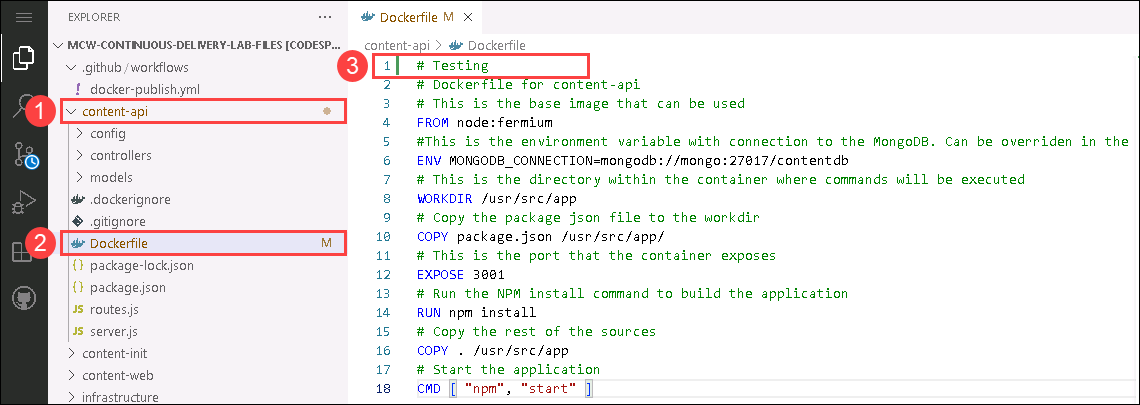 EXPLORER
MCW-CONTINUOUS-DELIVERY-LAB-FILES [CODESP...
.github / workflows
docker-publish.yml
1
content-api
config
controllers
models
.dockerignore
.gitignore
2
Dockerfile M
package-lock.json
package.json
JS routes.js
JS server.js
content-init
content-web
infrastructure
Dockerfile M
content-api > Dockerfile
3
1 # Testing
2 # Dockerfile for content-api
3 # This is the base image that can be used
4 FROM node:fermium
5 #This is the environment variable with connection to the MongoDB. Can be overriden in the
6 ENV MONGODB_CONNECTION=mongodb://mongo:27017/contentdb
7 # This is the directory within the container where commands will be executed
8 WORKDIR /usr/src/app
9 # Copy the package json file to the workdir
10 COPY package.json /usr/src/app/
11 # This is the port that the container exposes
12 EXPOSE 3001
13 # Run the NPM install command to build the application
14 RUN npm install
15 # Copy the rest of the sources
16 COPY . /usr/src/app
17 # Start the application
18 CMD [ "npm", "start" ]